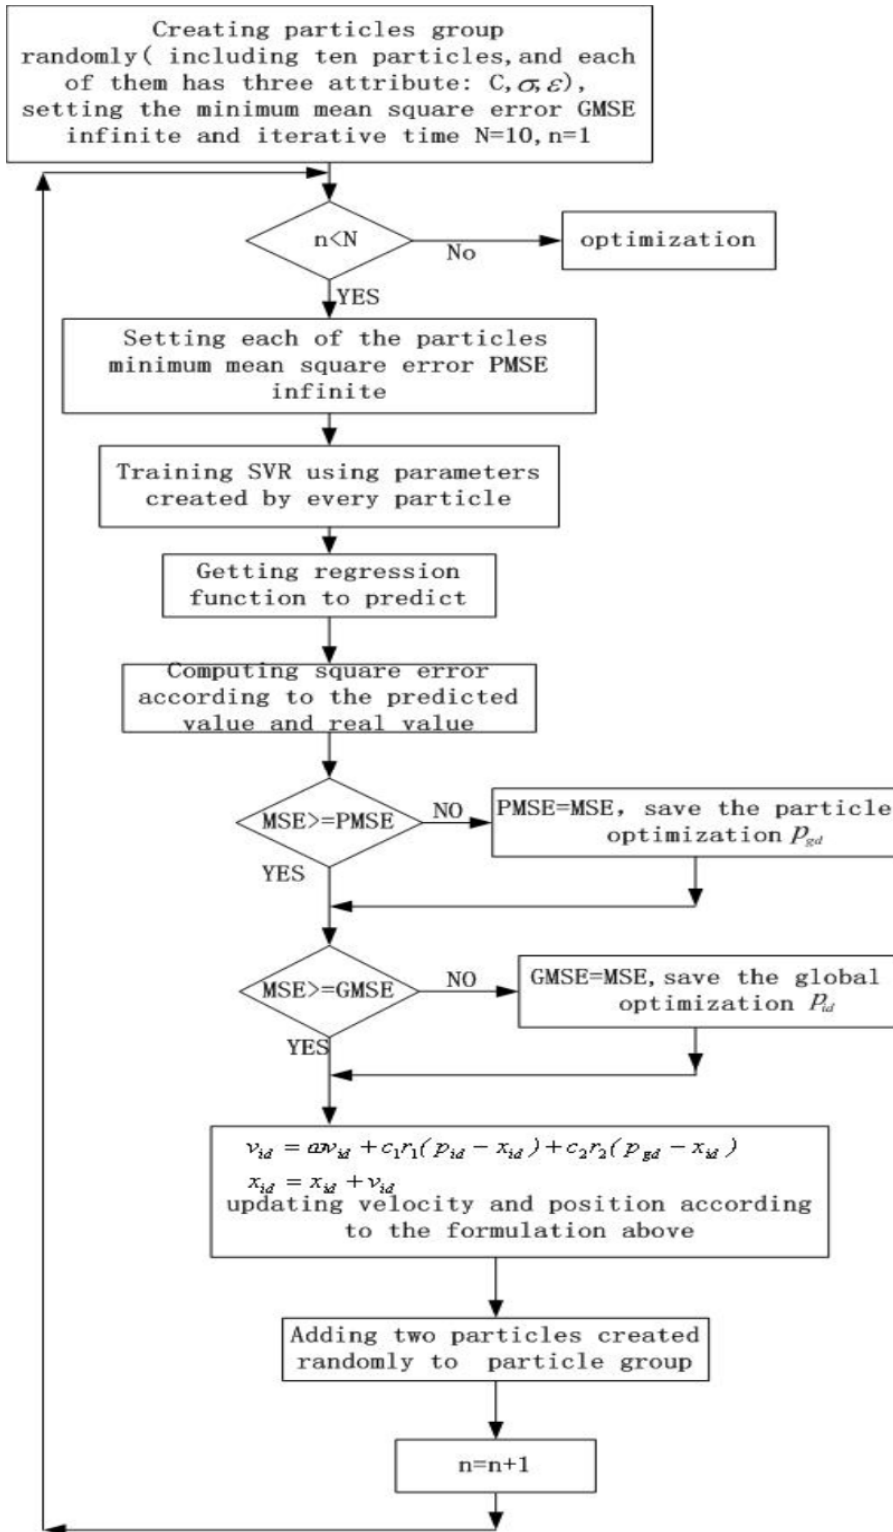 Creating particles group
randomly( including ten particles,and each
of them has three attribute: C,σ,ε),
setting the minimum mean square error GMSE
infinite and iterative time N=10,n=1
n<N
No
optimization
YES
Setting each of the particles
minimum mean square error PMSE
infinite
Training SVR using parameters
created by every particle
Getting regression
function to predict
Computing square error
according to the predicted
value and real value
MSE>=PMSE
NO
PMSE=MSE, save the particle
optimization p_gd
YES
MSE>=GMSE
NO
GMSE=MSE,save the global
optimization p_id
YES
v_id = ωv_id + c₁r₁(p_id − x_id) + c₂r₂(p_gd − x_id)
x_id = x_id + v_id
updating velocity and position according
to the formulation above
Adding two particles created
randomly to particle group
n=n+1